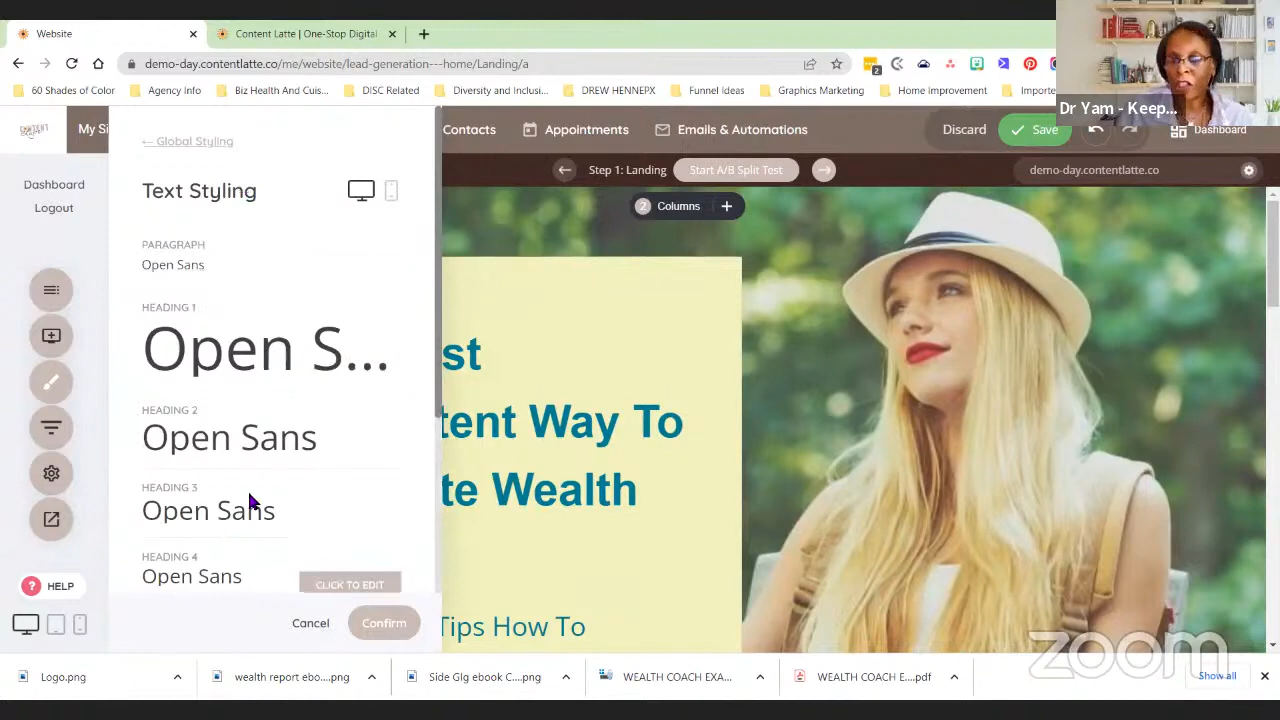 Website
Content Latte | One-Stop Digital
demo-day.contentlatte.co/me/website/lead-generation---home/Landing/a
2
60 Shades of Color
Agency Info
Biz Health And Cuis...
DISC Related
Diversity and Inclusi...
DREW HENNEPX
Funnel Ideas
Graphics Marketing
Home Improvement
Importe
Dr Yam - Keep...
CONTENT
My Si
Contacts
Appointments
Emails & Automations
Discard
Save
Dashboard
Step 1: Landing
Start A/B Split Test
demo-day.contentlatte.co
2 Columns +
Dashboard
Logout
HELP
← Global Styling
Text Styling
PARAGRAPH
Open Sans
HEADING 1
Open S...
HEADING 2
Open Sans
HEADING 3
Open Sans
HEADING 4
Open Sans
CLICK TO EDIT
Cancel
Confirm
st
tent Way To
te Wealth
Tips How To
zoom
Logo.png
wealth report ebo....png
Side Gig ebook C....png
WEALTH COACH EXA...
WEALTH COACH E....pdf
Show all